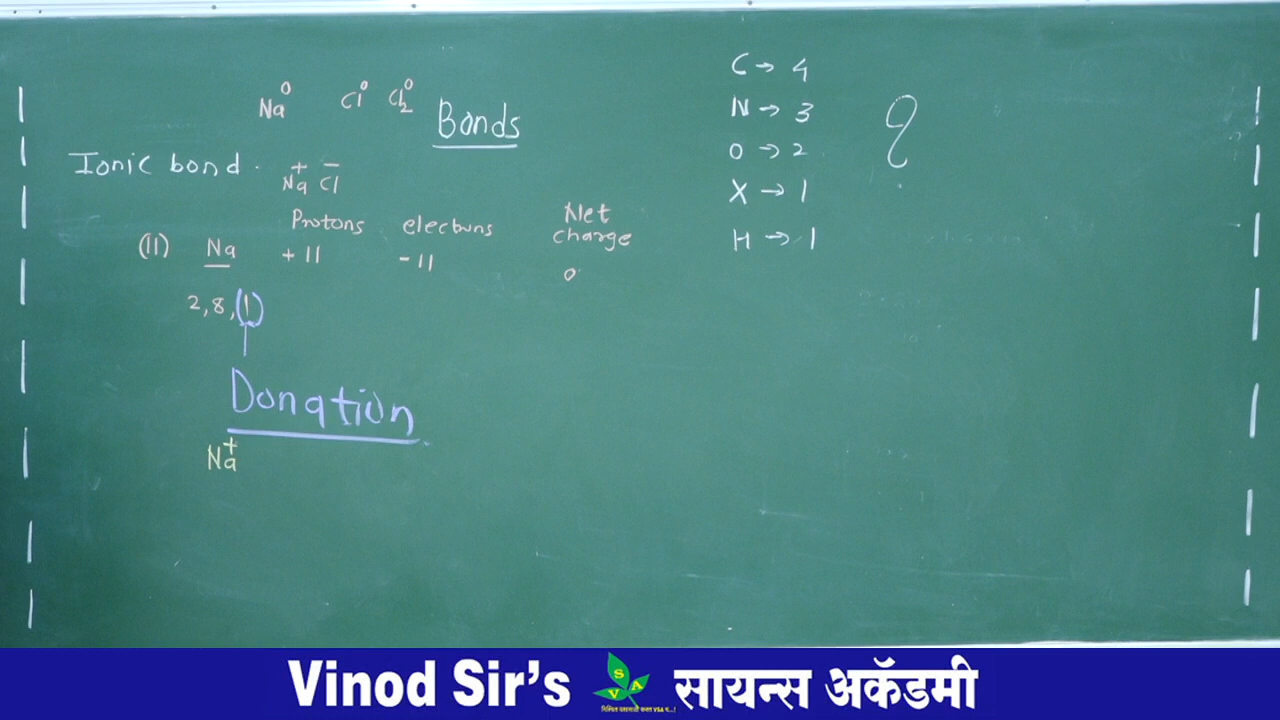 Na⁰ Cl⁰ Cl₂⁰
Bonds
Ionic bond.
Na⁺ Cl⁻
Protons electrons Net charge
(11) Na +11 -11 0
2,8,(1)
Donation
Na⁺
C → 4
N → 3
O → 2
X → 1
H → 1
?
Vinod Sir's SVA सायन्स अकॅडमी